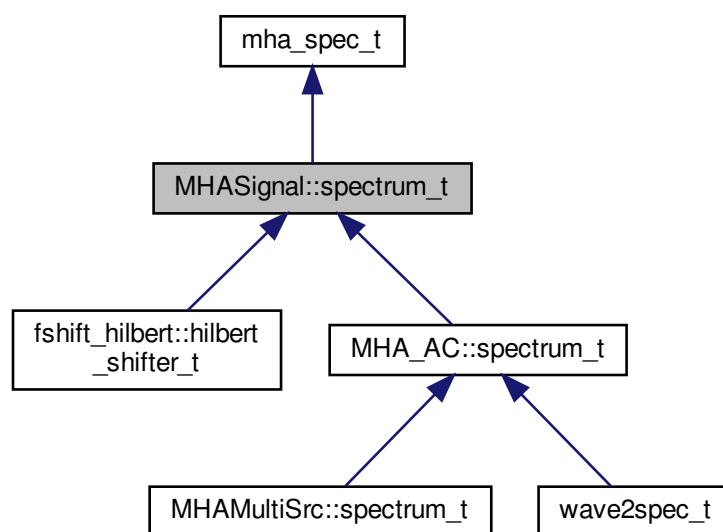 mha_spec_t
MHASignal::spectrum_t
fshift_hilbert::hilbert
_shifter_t
MHA_AC::spectrum_t
MHAMultiSrc::spectrum_t
wave2spec_t